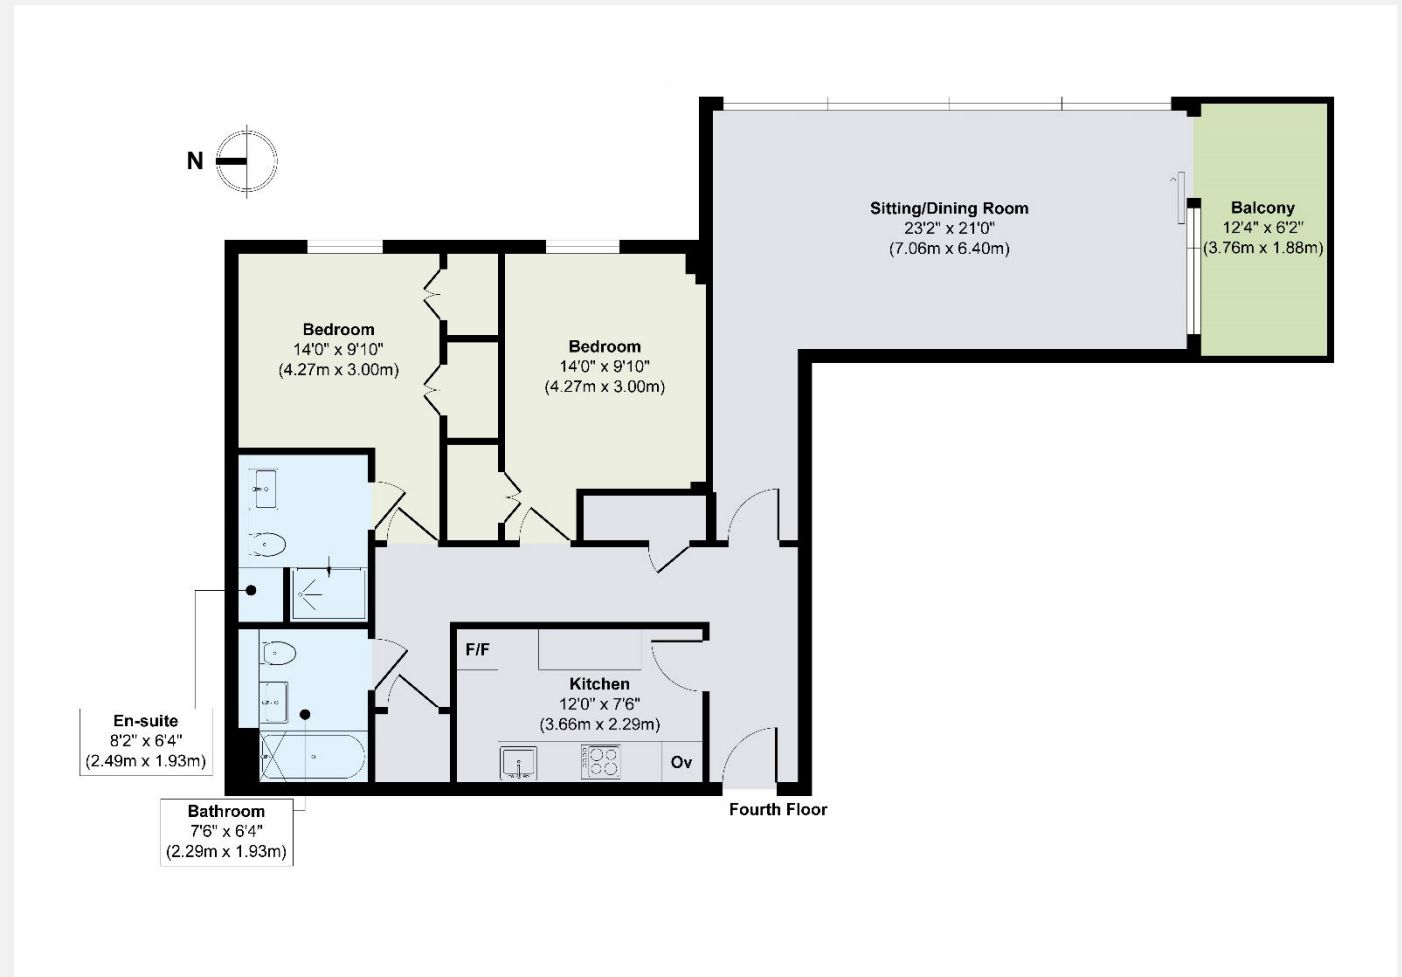 N
Sitting/Dining Room
23'2" x 21'0"
(7.06m x 6.40m)
Balcony
12'4" x 6'2"
(3.76m x 1.88m)
Bedroom
14'0" x 9'10"
(4.27m x 3.00m)
Bedroom
14'0" x 9'10"
(4.27m x 3.00m)
F/F
Kitchen
12'0" x 7'6"
(3.66m x 2.29m)
Ov
En-suite
8'2" x 6'4"
(2.49m x 1.93m)
Bathroom
7'6" x 6'4"
(2.29m x 1.93m)
Fourth Floor